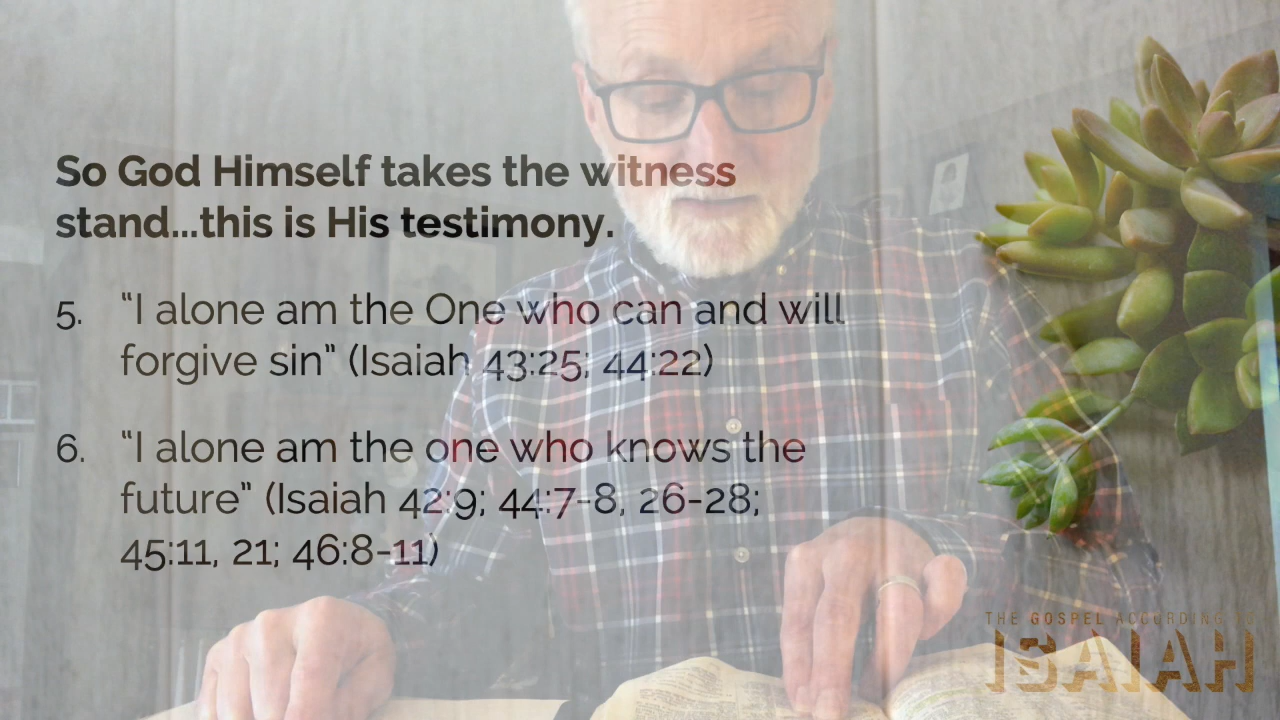 So God Himself takes the witness
stand...this is His testimony.
5. "I alone am the One who can and will
forgive sin" (Isaiah 43:25; 44:22)
6. "I alone am the one who knows the
future" (Isaiah 42:9; 44:7-8, 26-28;
45:11, 21; 46:8-11)
THE GOSPEL ACCORDING TO
ISAIAH